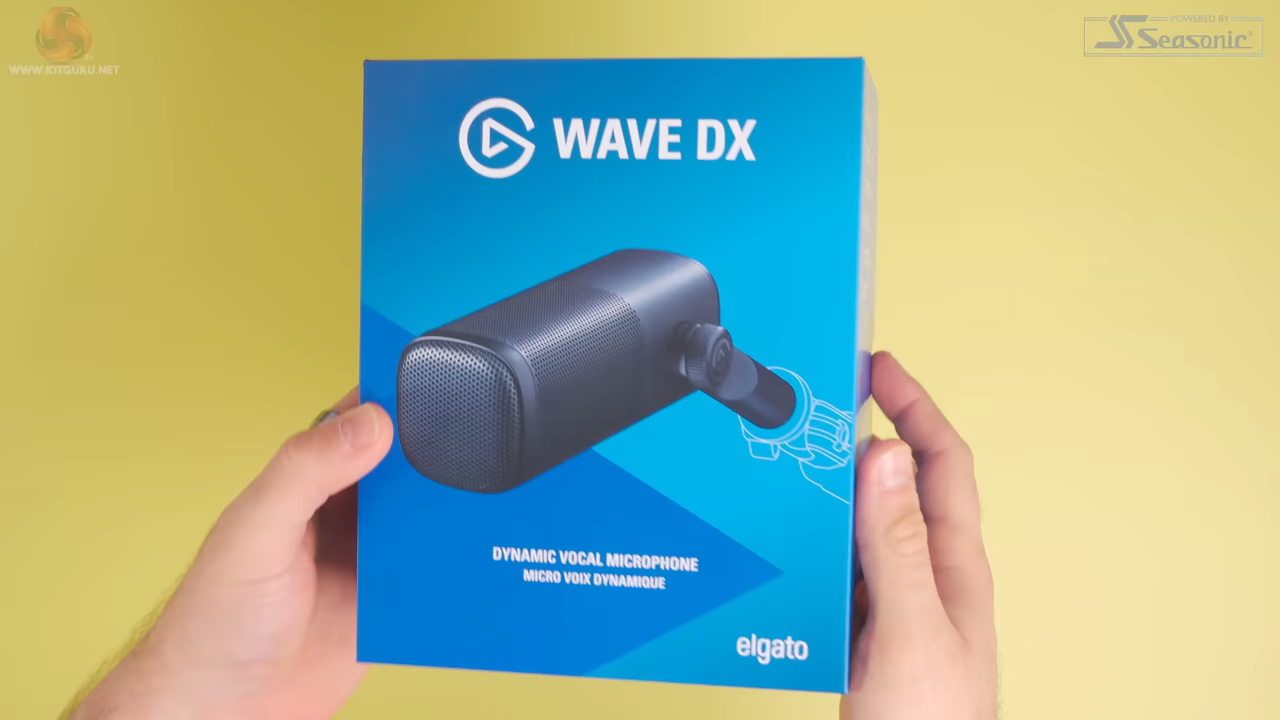 WWW.KITGURU.NET
POWERED BY
Seasonic
WAVE DX
DYNAMIC VOCAL MICROPHONE
MICRO VOIX DYNAMIQUE
elgato